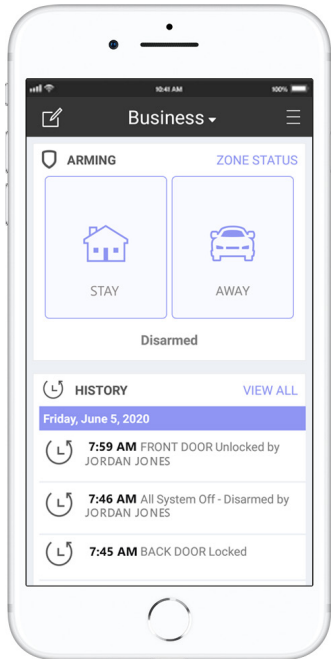 10:41 AM 100%
Business
ARMING ZONE STATUS
STAY AWAY
Disarmed
HISTORY VIEW ALL
Friday, June 5, 2020
7:59 AM FRONT DOOR Unlocked by
JORDAN JONES
7:46 AM All System Off - Disarmed by
JORDAN JONES
7:45 AM BACK DOOR Locked